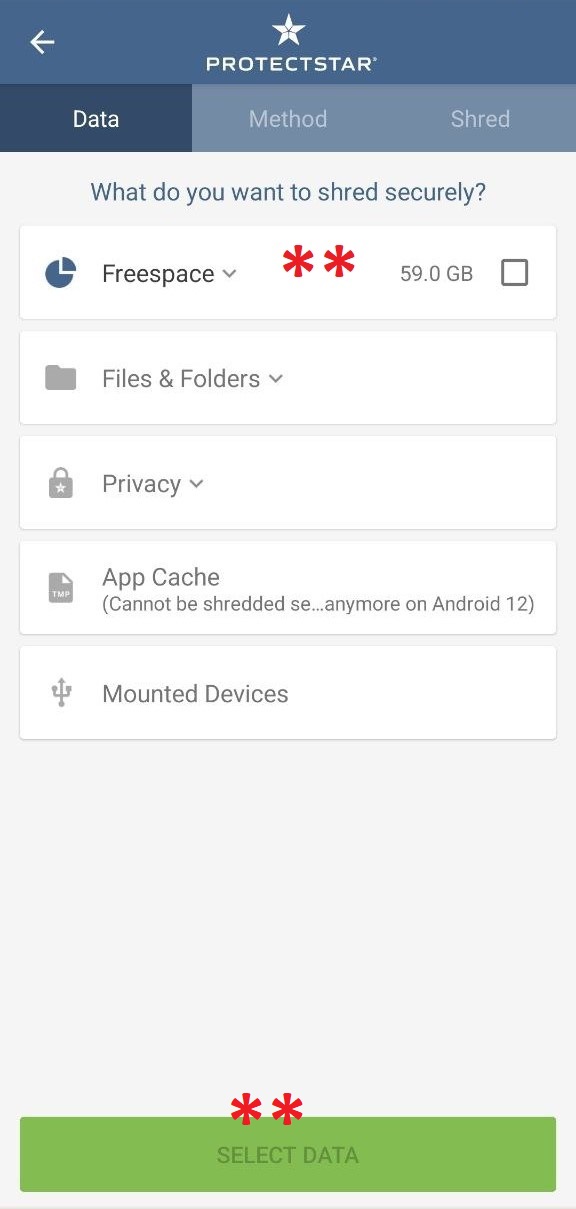 PROTECTSTAR®
Data Method Shred
What do you want to shred securely?
Freespace ** 59.0 GB
Files & Folders
Privacy
TMP
App Cache
(Cannot be shredded se...anymore on Android 12)
Mounted Devices
**
SELECT DATA